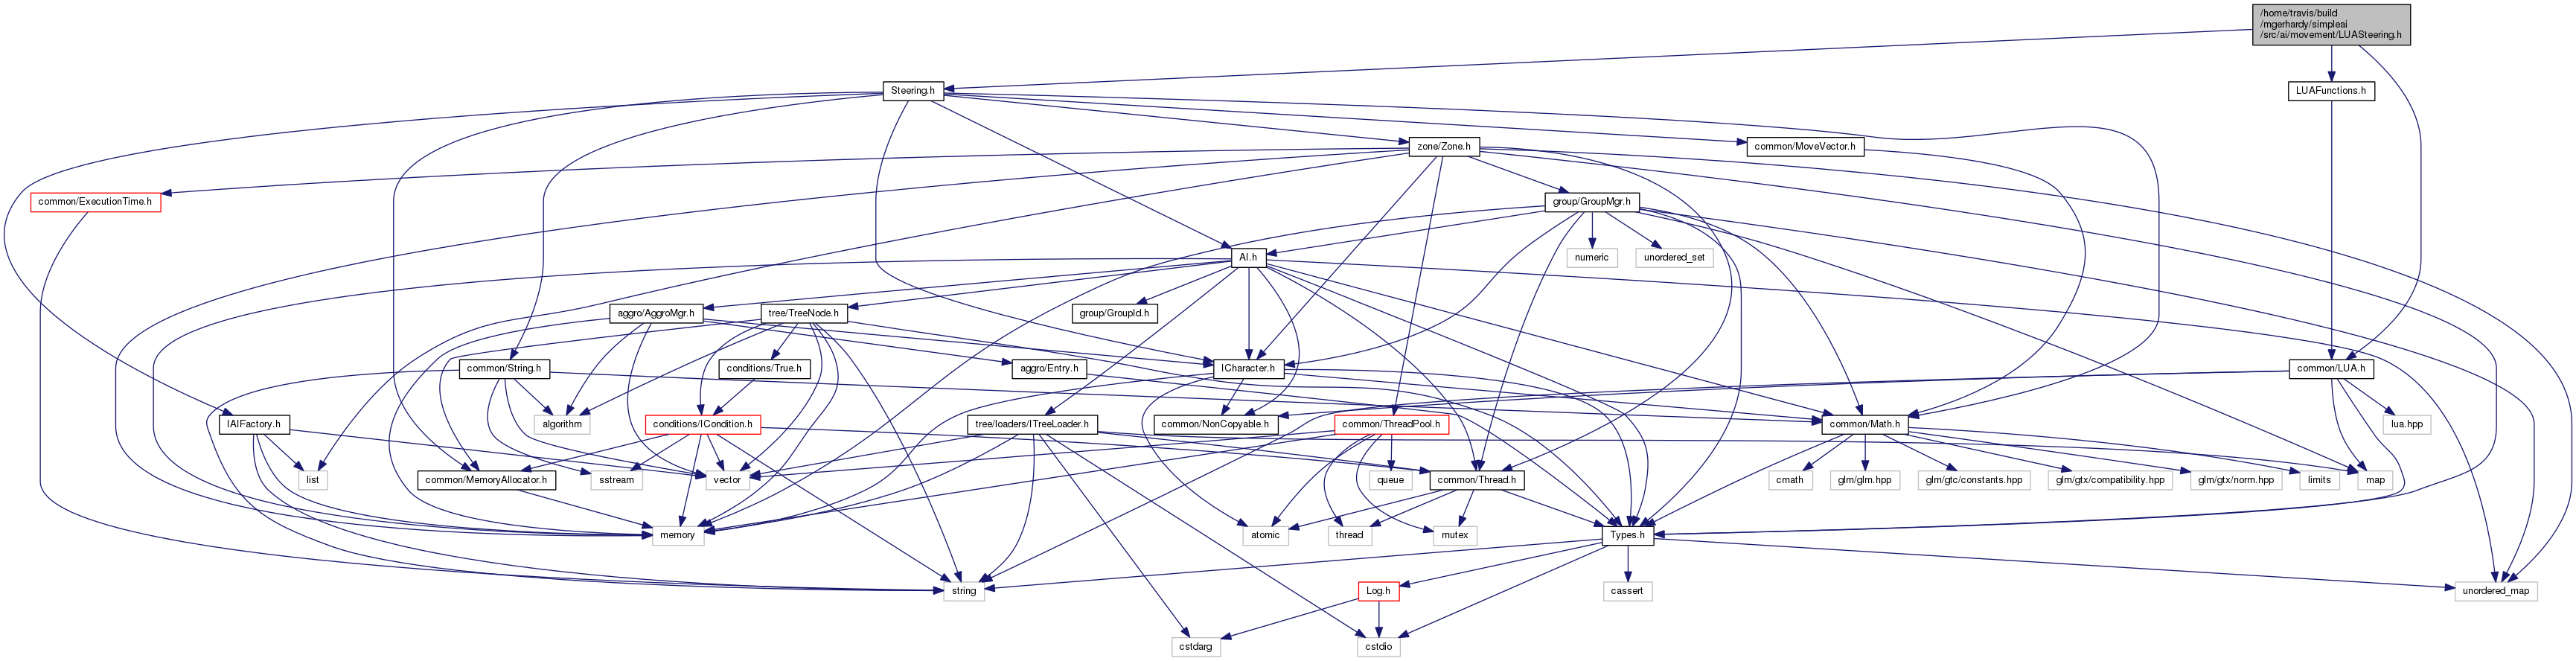 /home/travis/build
/mgerhardy/simpleai
/src/ai/movement/LUASteering.h
Steering.h
LUAFunctions.h
zone/Zone.h
common/MoveVector.h
common/ExecutionTime.h
group/GroupMgr.h
AI.h
numeric
unordered_set
aggro/AggroMgr.h
tree/TreeNode.h
group/GroupId.h
common/String.h
conditions/True.h
aggro/Entry.h
ICharacter.h
common/LUA.h
IAIFactory.h
algorithm
conditions/ICondition.h
tree/loaders/ITreeLoader.h
common/NonCopyable.h
common/ThreadPool.h
common/Math.h
lua.hpp
list
common/MemoryAllocator.h
sstream
vector
queue
common/Thread.h
cmath
glm/glm.hpp
glm/gtc/constants.hpp
glm/gtx/compatibility.hpp
glm/gtx/norm.hpp
limits
map
memory
atomic
thread
mutex
Types.h
string
Log.h
cassert
unordered_map
cstdarg
cstdio